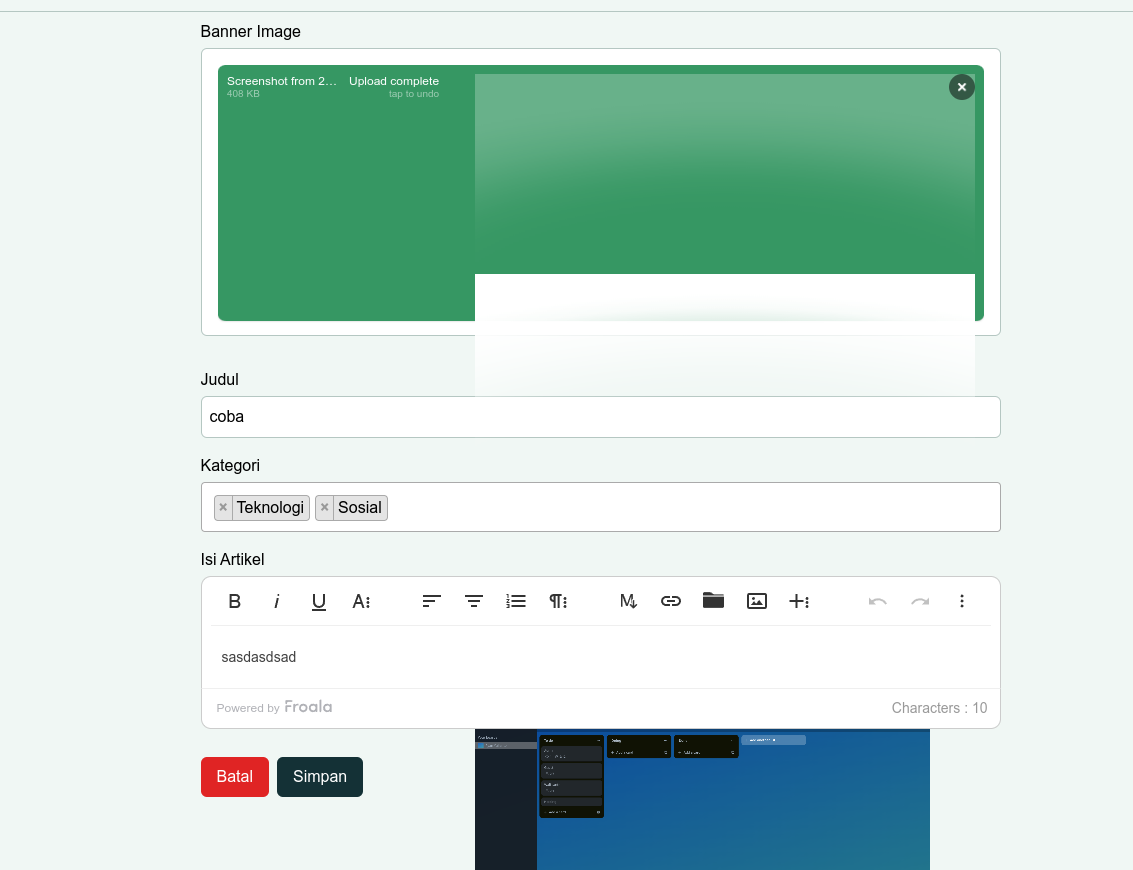 Banner Image
Screenshot from 2... Upload complete
408 KB tap to undo
Judul
coba
Kategori
× Teknologi × Sosial
Isi Artikel
B i U A
sasdasdsad
Powered by Froala Characters : 10
Batal Simpan